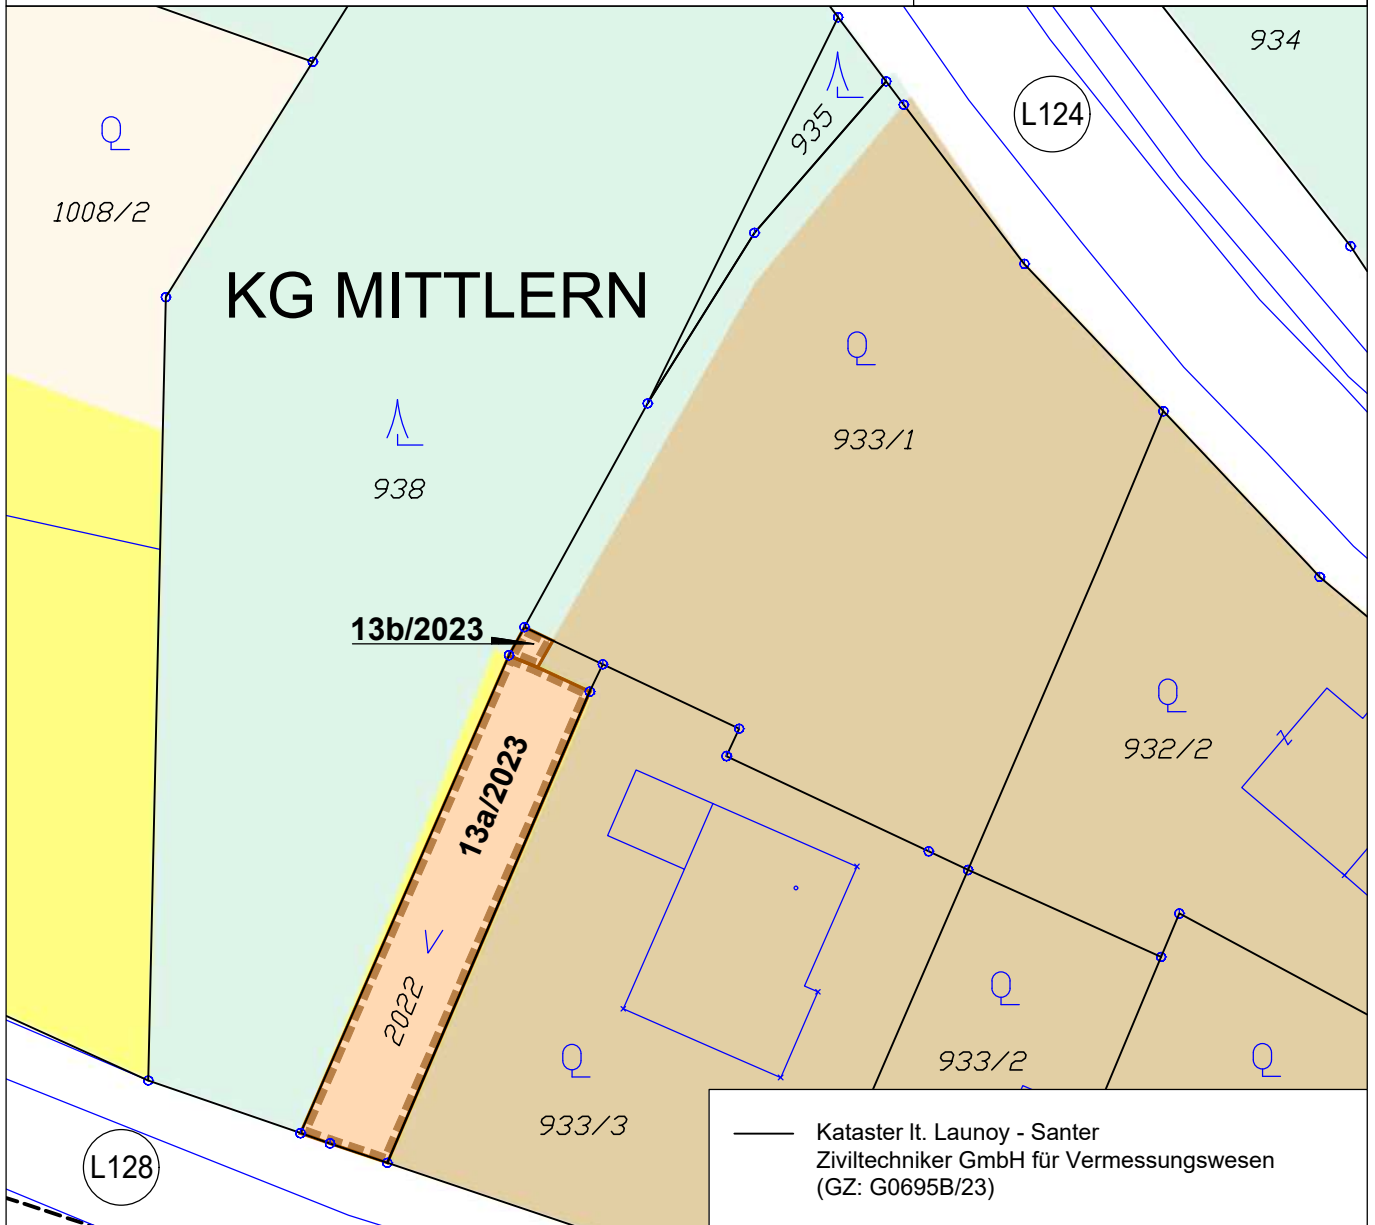 934
L124
935
1008/2
KG MITTLERN
933/1
938
13b/2023
932/2
13a/2023
2022
933/2
933/3
L128
Kataster lt. Launoy - Santer
Ziviltechniker GmbH für Vermessungswesen
(GZ: G0695B/23)